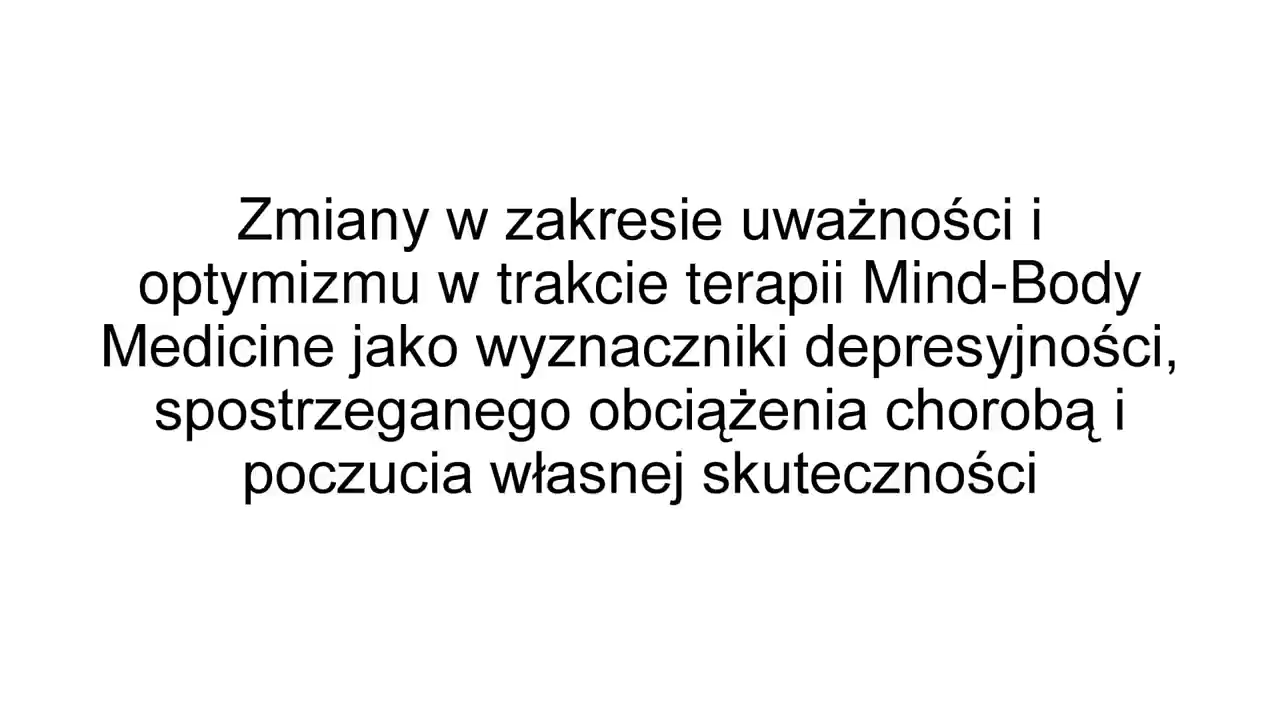 Zmiany w zakresie uważności i
optymizmu w trakcie terapii Mind-Body
Medicine jako wyznaczniki depresyjności,
spostrzeganego obciążenia chorobą i
poczucia własnej skuteczności